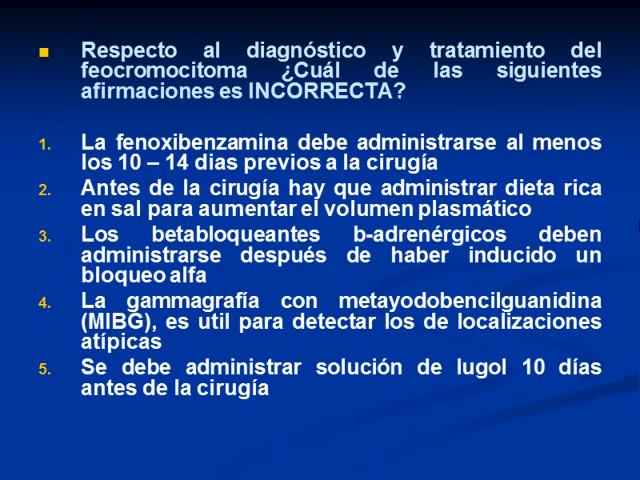 Respecto al diagnóstico y tratamiento del
feocromocitoma ¿Cuál de las siguientes
afirmaciones es INCORRECTA?
1. La fenoxibenzamina debe administrarse al menos
los 10 – 14 dias previos a la cirugía
2. Antes de la cirugía hay que administrar dieta rica
en sal para aumentar el volumen plasmático
3. Los betabloqueantes b-adrenérgicos deben
administrarse después de haber inducido un
bloqueo alfa
4. La gammagrafía con metayodobencilguanidina
(MIBG), es util para detectar los de localizaciones
atípicas
5. Se debe administrar solución de lugol 10 días
antes de la cirugía